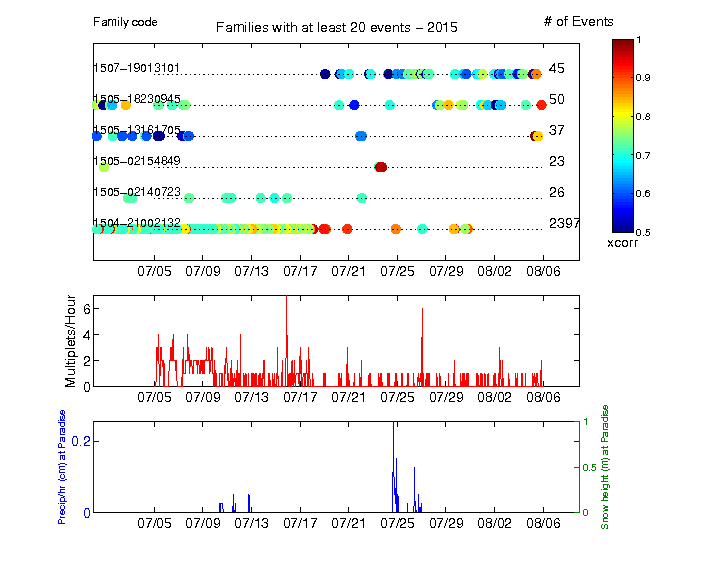 Family code
Families with at least 20 events − 2015
# of Events
1507−19013101
45
1505−18230945
50
1505−13161705
37
1505−02154849
23
1505−02140723
26
1504−21002132
2397
07/05 07/09 07/13 07/17 07/21 07/25 07/29 08/02 08/06
1
0.9
0.8
0.7
0.6
0.5
xcorr
Multiplets/Hour
6
4
2
0
07/05 07/09 07/13 07/17 07/21 07/25 07/29 08/02 08/06
Precip/hr (cm) at Paradise
0.2
0
1
0.5
0
Snow height (m) at Paradise
07/05 07/09 07/13 07/17 07/21 07/25 07/29 08/02 08/06